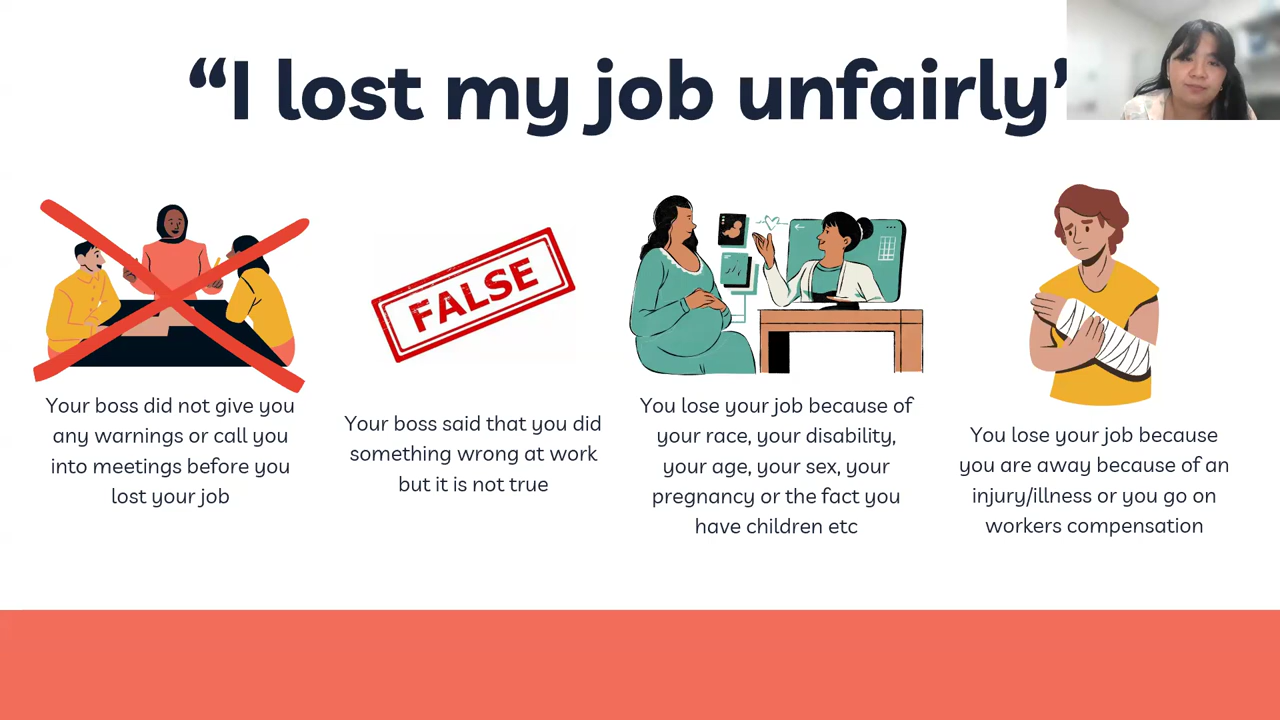 “I lost my job unfairly”
FALSE
Your boss did not give you
any warnings or call you
into meetings before you
lost your job
Your boss said that you did
something wrong at work
but it is not true
You lose your job because of
your race, your disability,
your age, your sex, your
pregnancy or the fact you
have children etc
You lose your job because
you are away because of an
injury/illness or you go on
workers compensation